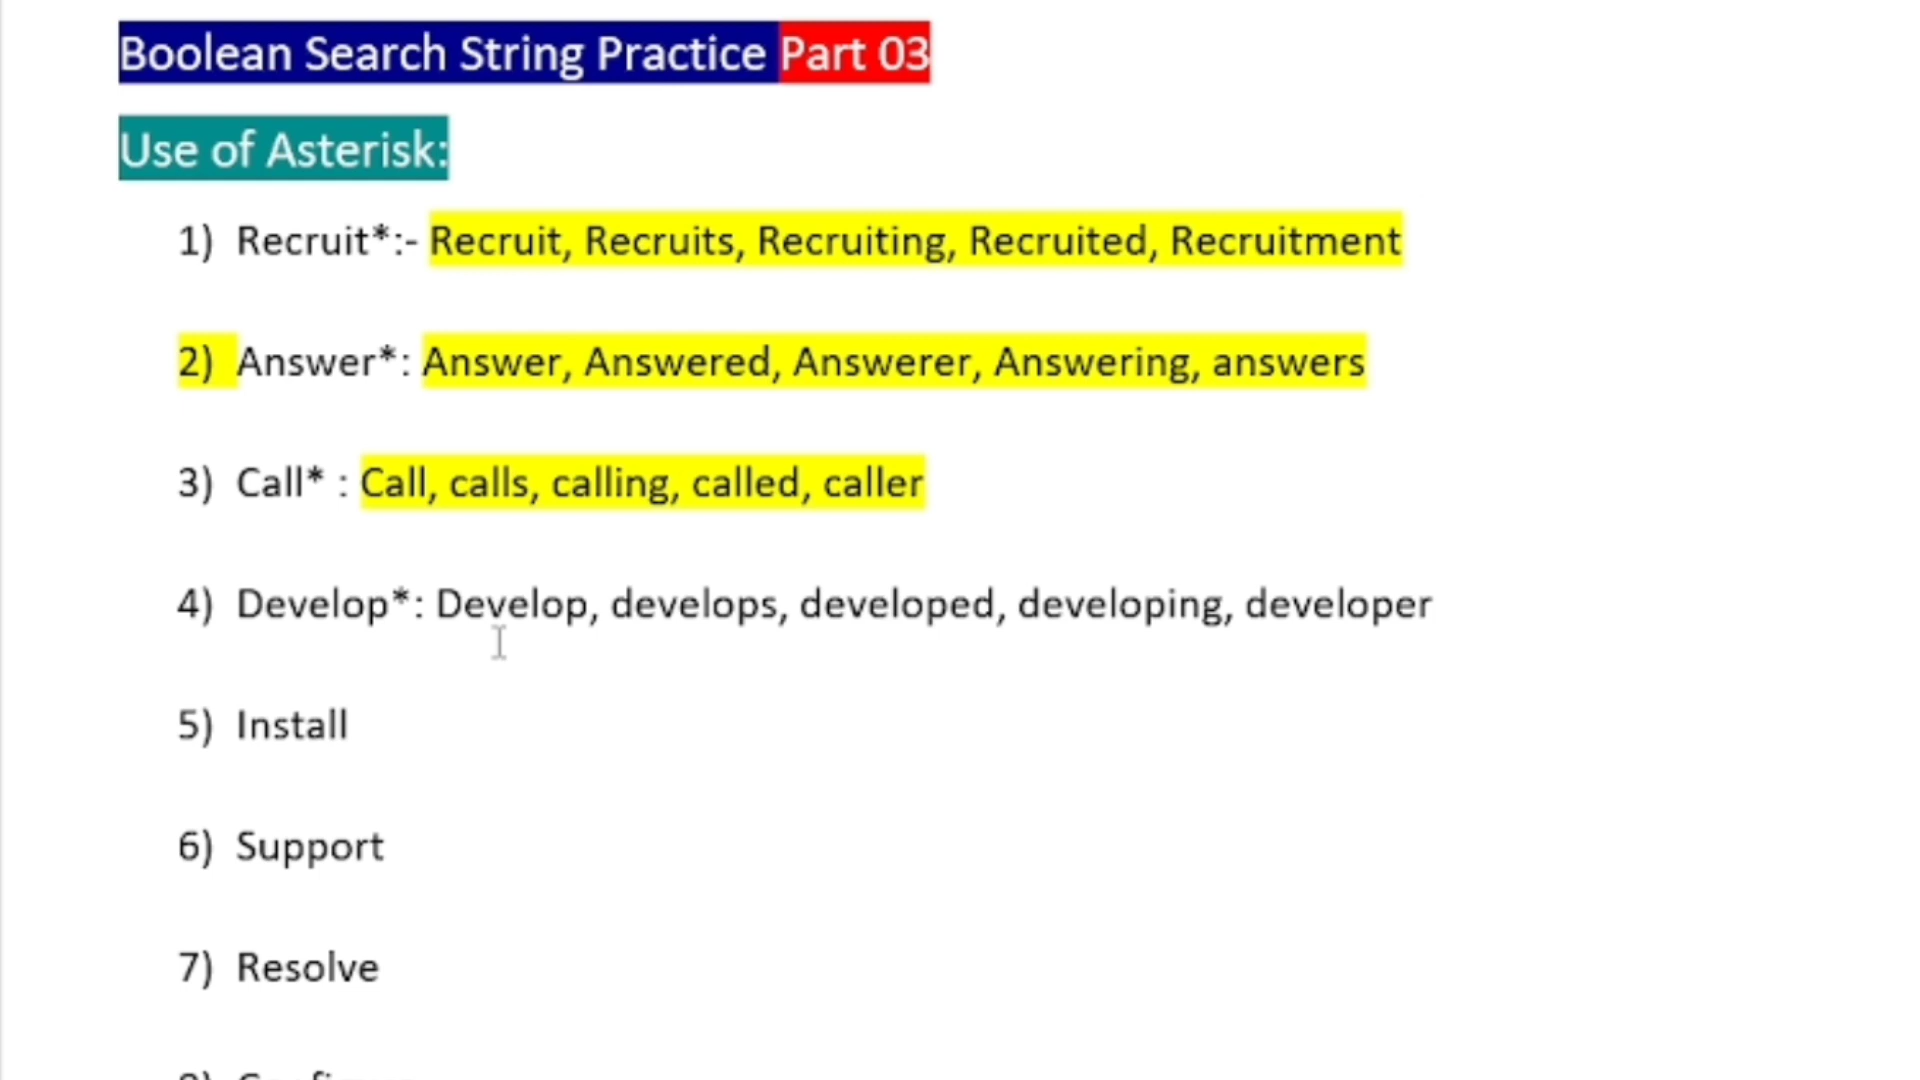 Boolean Search String Practice Part 03
Use of Asterisk:
1) Recruit*:- Recruit, Recruits, Recruiting, Recruited, Recruitment
2) Answer*: Answer, Answered, Answerer, Answering, answers
3) Call* : Call, calls, calling, called, caller
4) Develop*: Develop, develops, developed, developing, developer
5) Install
6) Support
7) Resolve